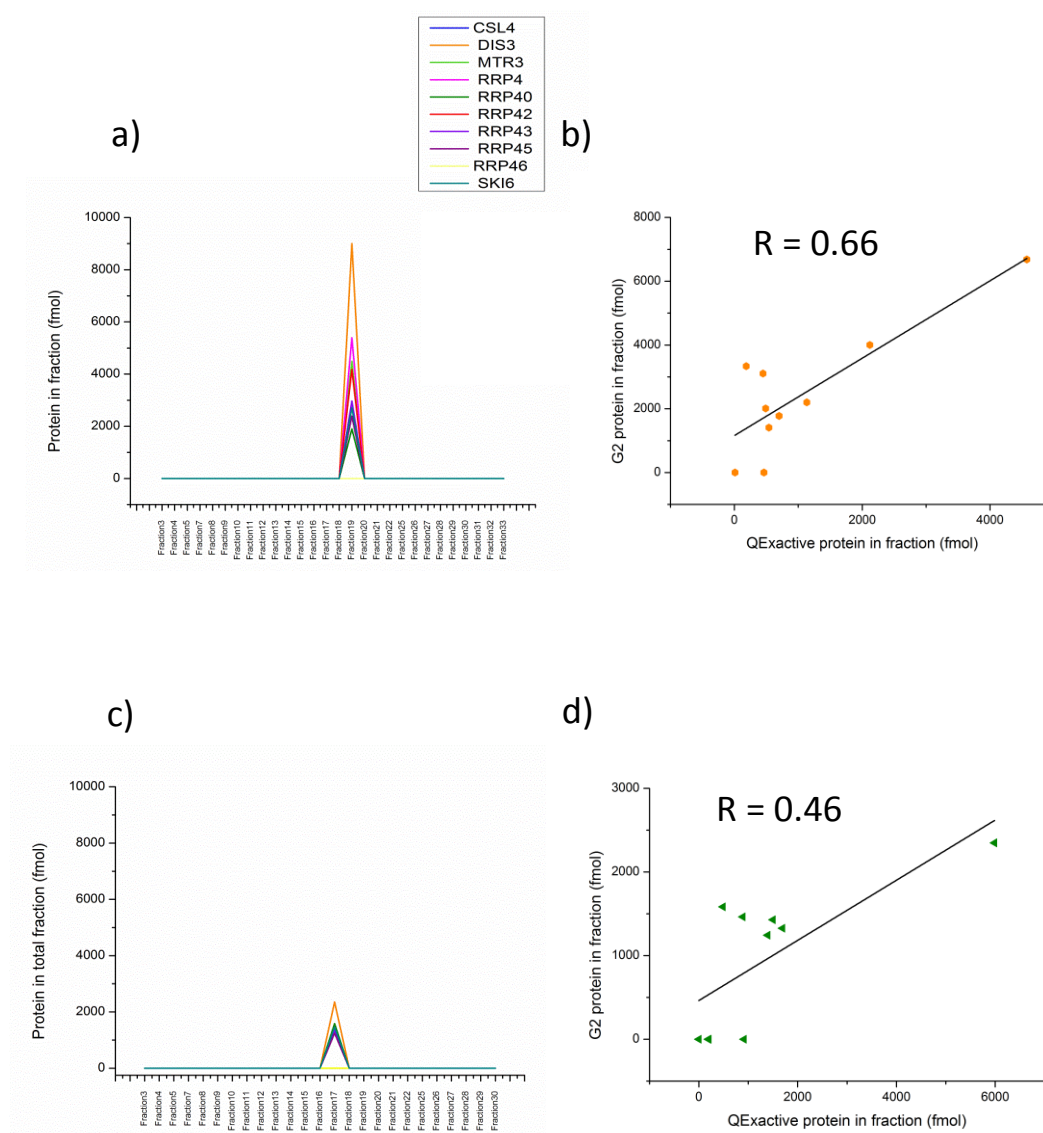 CSL4
DIS3
MTR3
RRP4
RRP40
RRP42
RRP43
RRP45
RRP46
SKI6
a)
b)
10000
8000
6000
4000
2000
0
Protein in fraction (fmol)
Fraction3
Fraction4
Fraction5
Fraction7
Fraction8
Fraction9
Fraction10
Fraction11
Fraction12
Fraction13
Fraction14
Fraction15
Fraction16
Fraction17
Fraction18
Fraction19
Fraction20
Fraction21
Fraction22
Fraction25
Fraction26
Fraction27
Fraction28
Fraction29
Fraction30
Fraction31
Fraction32
Fraction33
R = 0.66
8000
6000
4000
2000
0
G2 protein in fraction (fmol)
0 2000 4000
QExactive protein in fraction (fmol)
c)
d)
10000
8000
6000
4000
2000
0
Protein in total fraction (fmol)
Fraction3
Fraction4
Fraction5
Fraction6
Fraction7
Fraction8
Fraction9
Fraction10
Fraction11
Fraction12
Fraction13
Fraction14
Fraction15
Fraction16
Fraction17
Fraction18
Fraction19
Fraction20
Fraction21
Fraction22
Fraction25
Fraction26
Fraction27
Fraction28
Fraction29
Fraction30
R = 0.46
3000
2000
1000
0
G2 protein in fraction (fmol)
0 2000 4000 6000
QExactive protein in fraction (fmol)